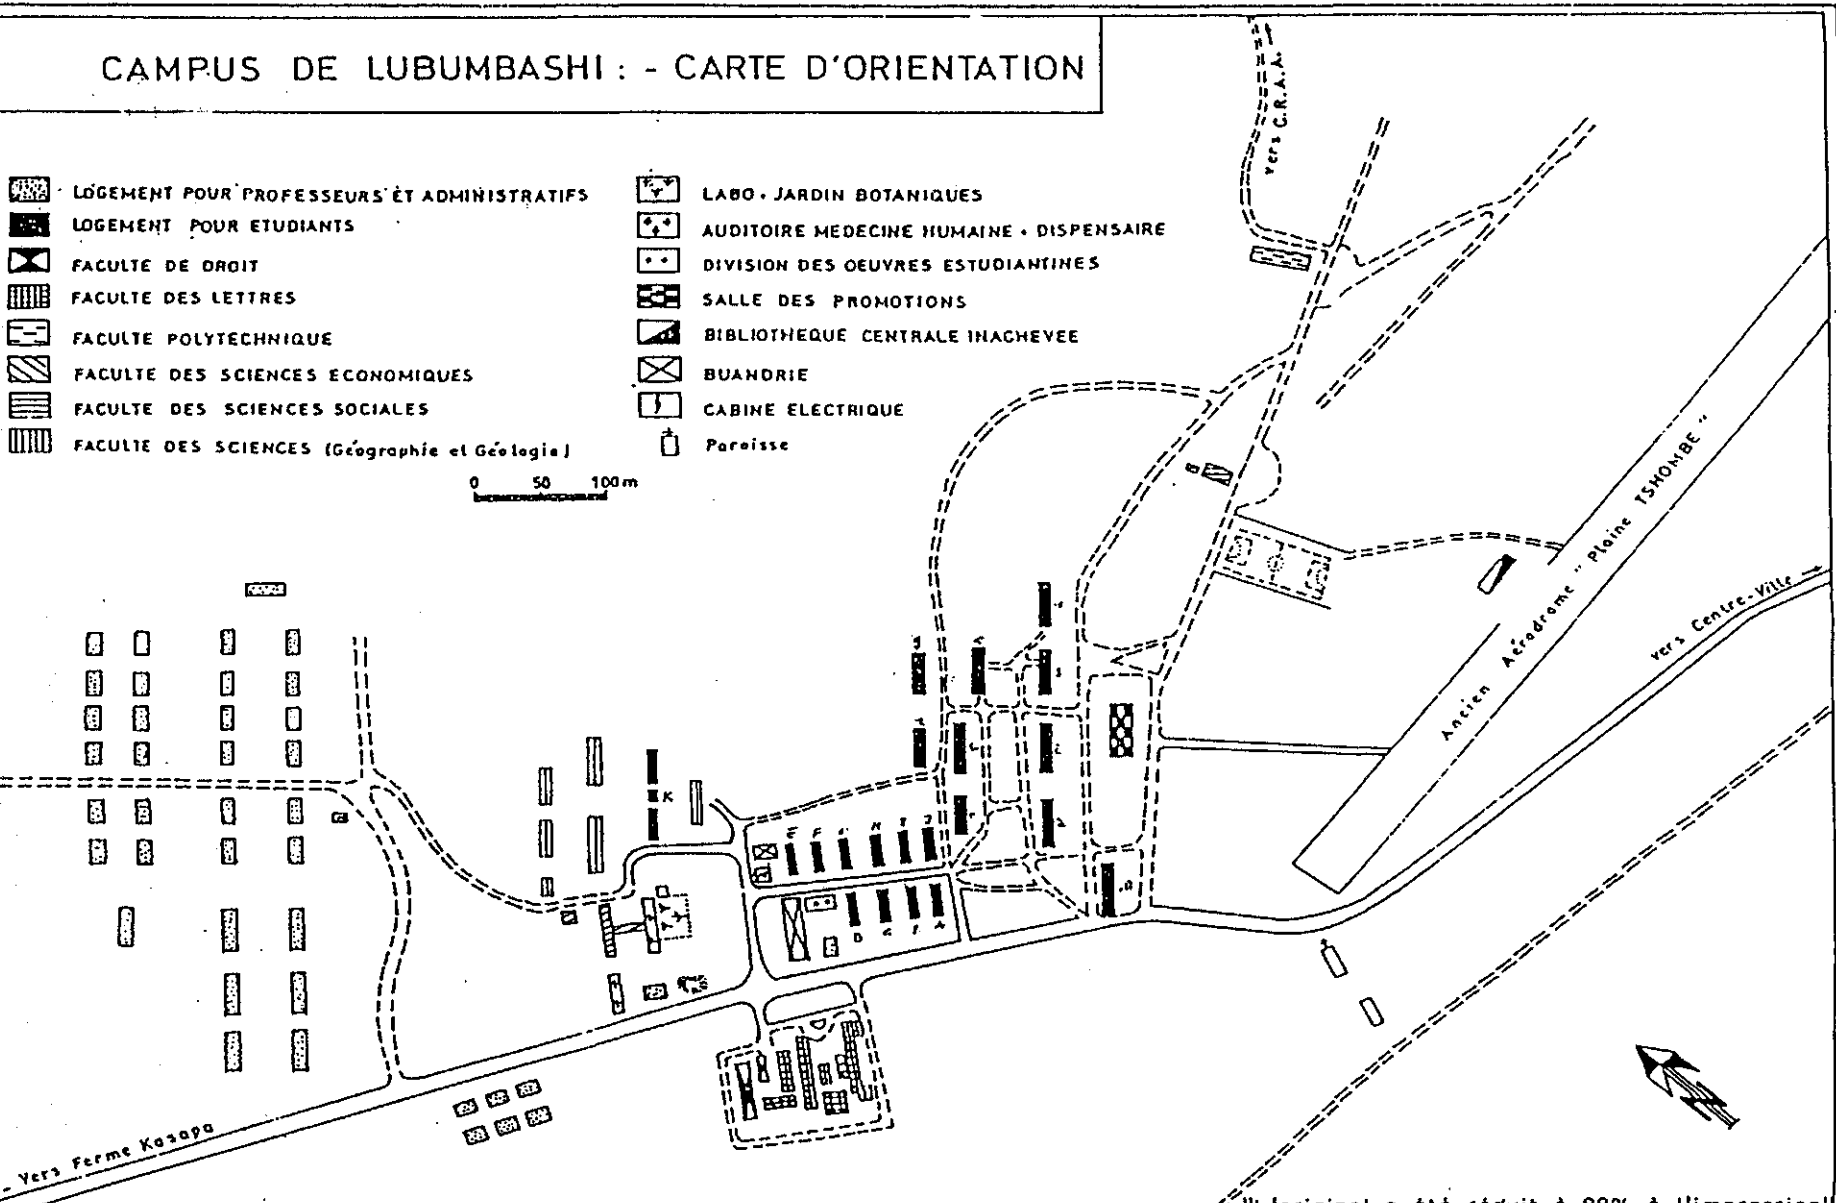 CAMPUS DE LUBUMBASHI : - CARTE D'ORIENTATION
LOGEMENT POUR PROFESSEURS ET ADMINISTRATIFS
LOGEMENT POUR ETUDIANTS
FACULTE DE DROIT
FACULTE DES LETTRES
FACULTE POLYTECHNIQUE
FACULTE DES SCIENCES ECONOMIQUES
FACULTE DES SCIENCES SOCIALES
FACULTE DES SCIENCES (Géographie et Géologie)
LABO. JARDIN BOTANIQUES
AUDITOIRE MEDECINE HUMAINE . DISPENSAIRE
DIVISION DES OEUVRES ESTUDIANTINES
SALLE DES PROMOTIONS
BIBLIOTHEQUE CENTRALE INACHEVEE
BUANDRIE
CABINE ELECTRIQUE
Paroisse
0 50 100 m
vers C.R.A.A.
B
Ancien Aérodrome "Plaine TSHOMBE"
vers Centre-Ville
K
E F G H I J
D C A
Vers Ferme Kasapa
N
a été réduit à